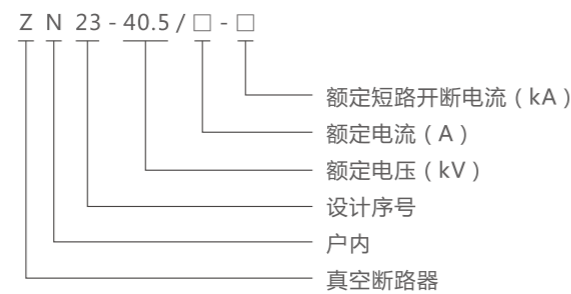 Z N 23 - 40.5 / □ - □
额定短路开断电流（kA）
额定电流（A）
额定电压（kV）
设计序号
户内
真空断路器